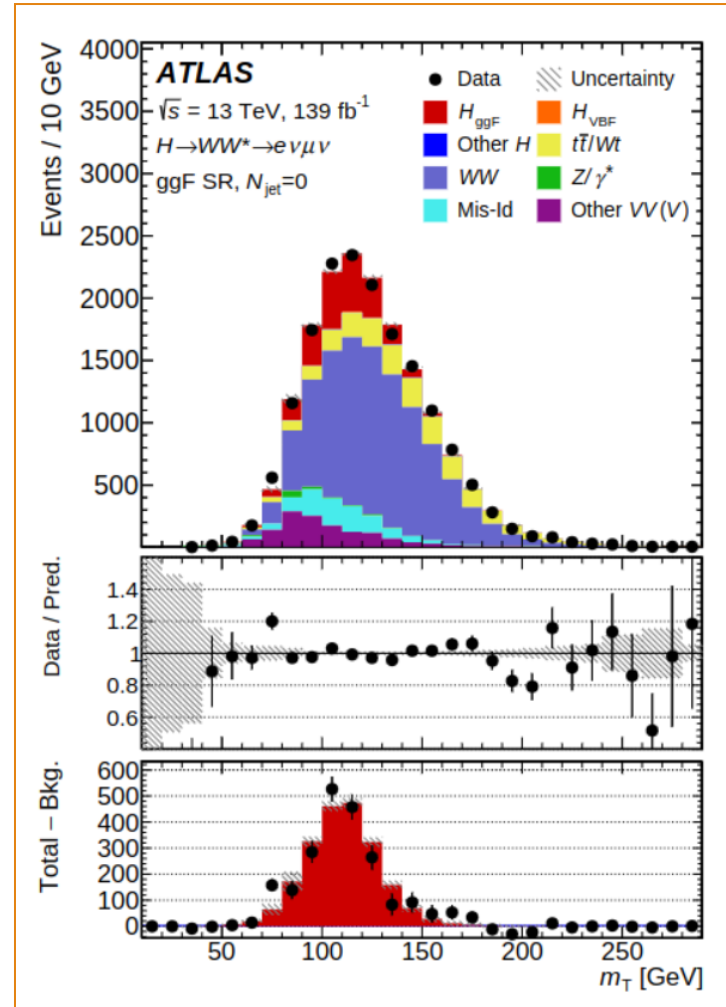 ATLAS
√s = 13 TeV, 139 fb⁻¹
H→WW*→eνμν
ggF SR, N_jet=0
Data
Uncertainty
H_ggF
H_VBF
Other H
tt̄/Wt
WW
Z/γ*
Mis-Id
Other VV(V)
Events / 10 GeV
4000
3500
3000
2500
2000
1500
1000
500
Data / Pred.
1.4
1.2
1
0.8
0.6
Total – Bkg.
600
500
400
300
200
100
0
50 100 150 200 250
m_T [GeV]